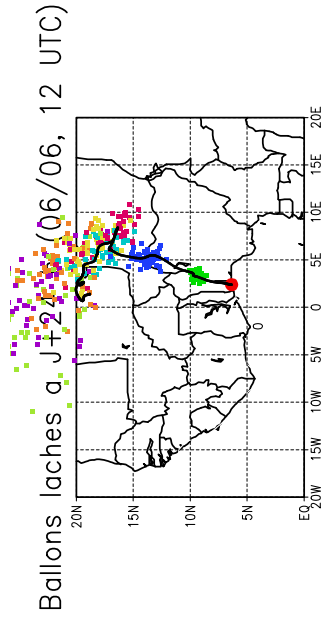 Ballons laches a J+24 (06/06, 12 UTC)
20N
15N
10N
5N
EQ
20W
15W
10W
5W
0
5E
10E
15E
20E
0